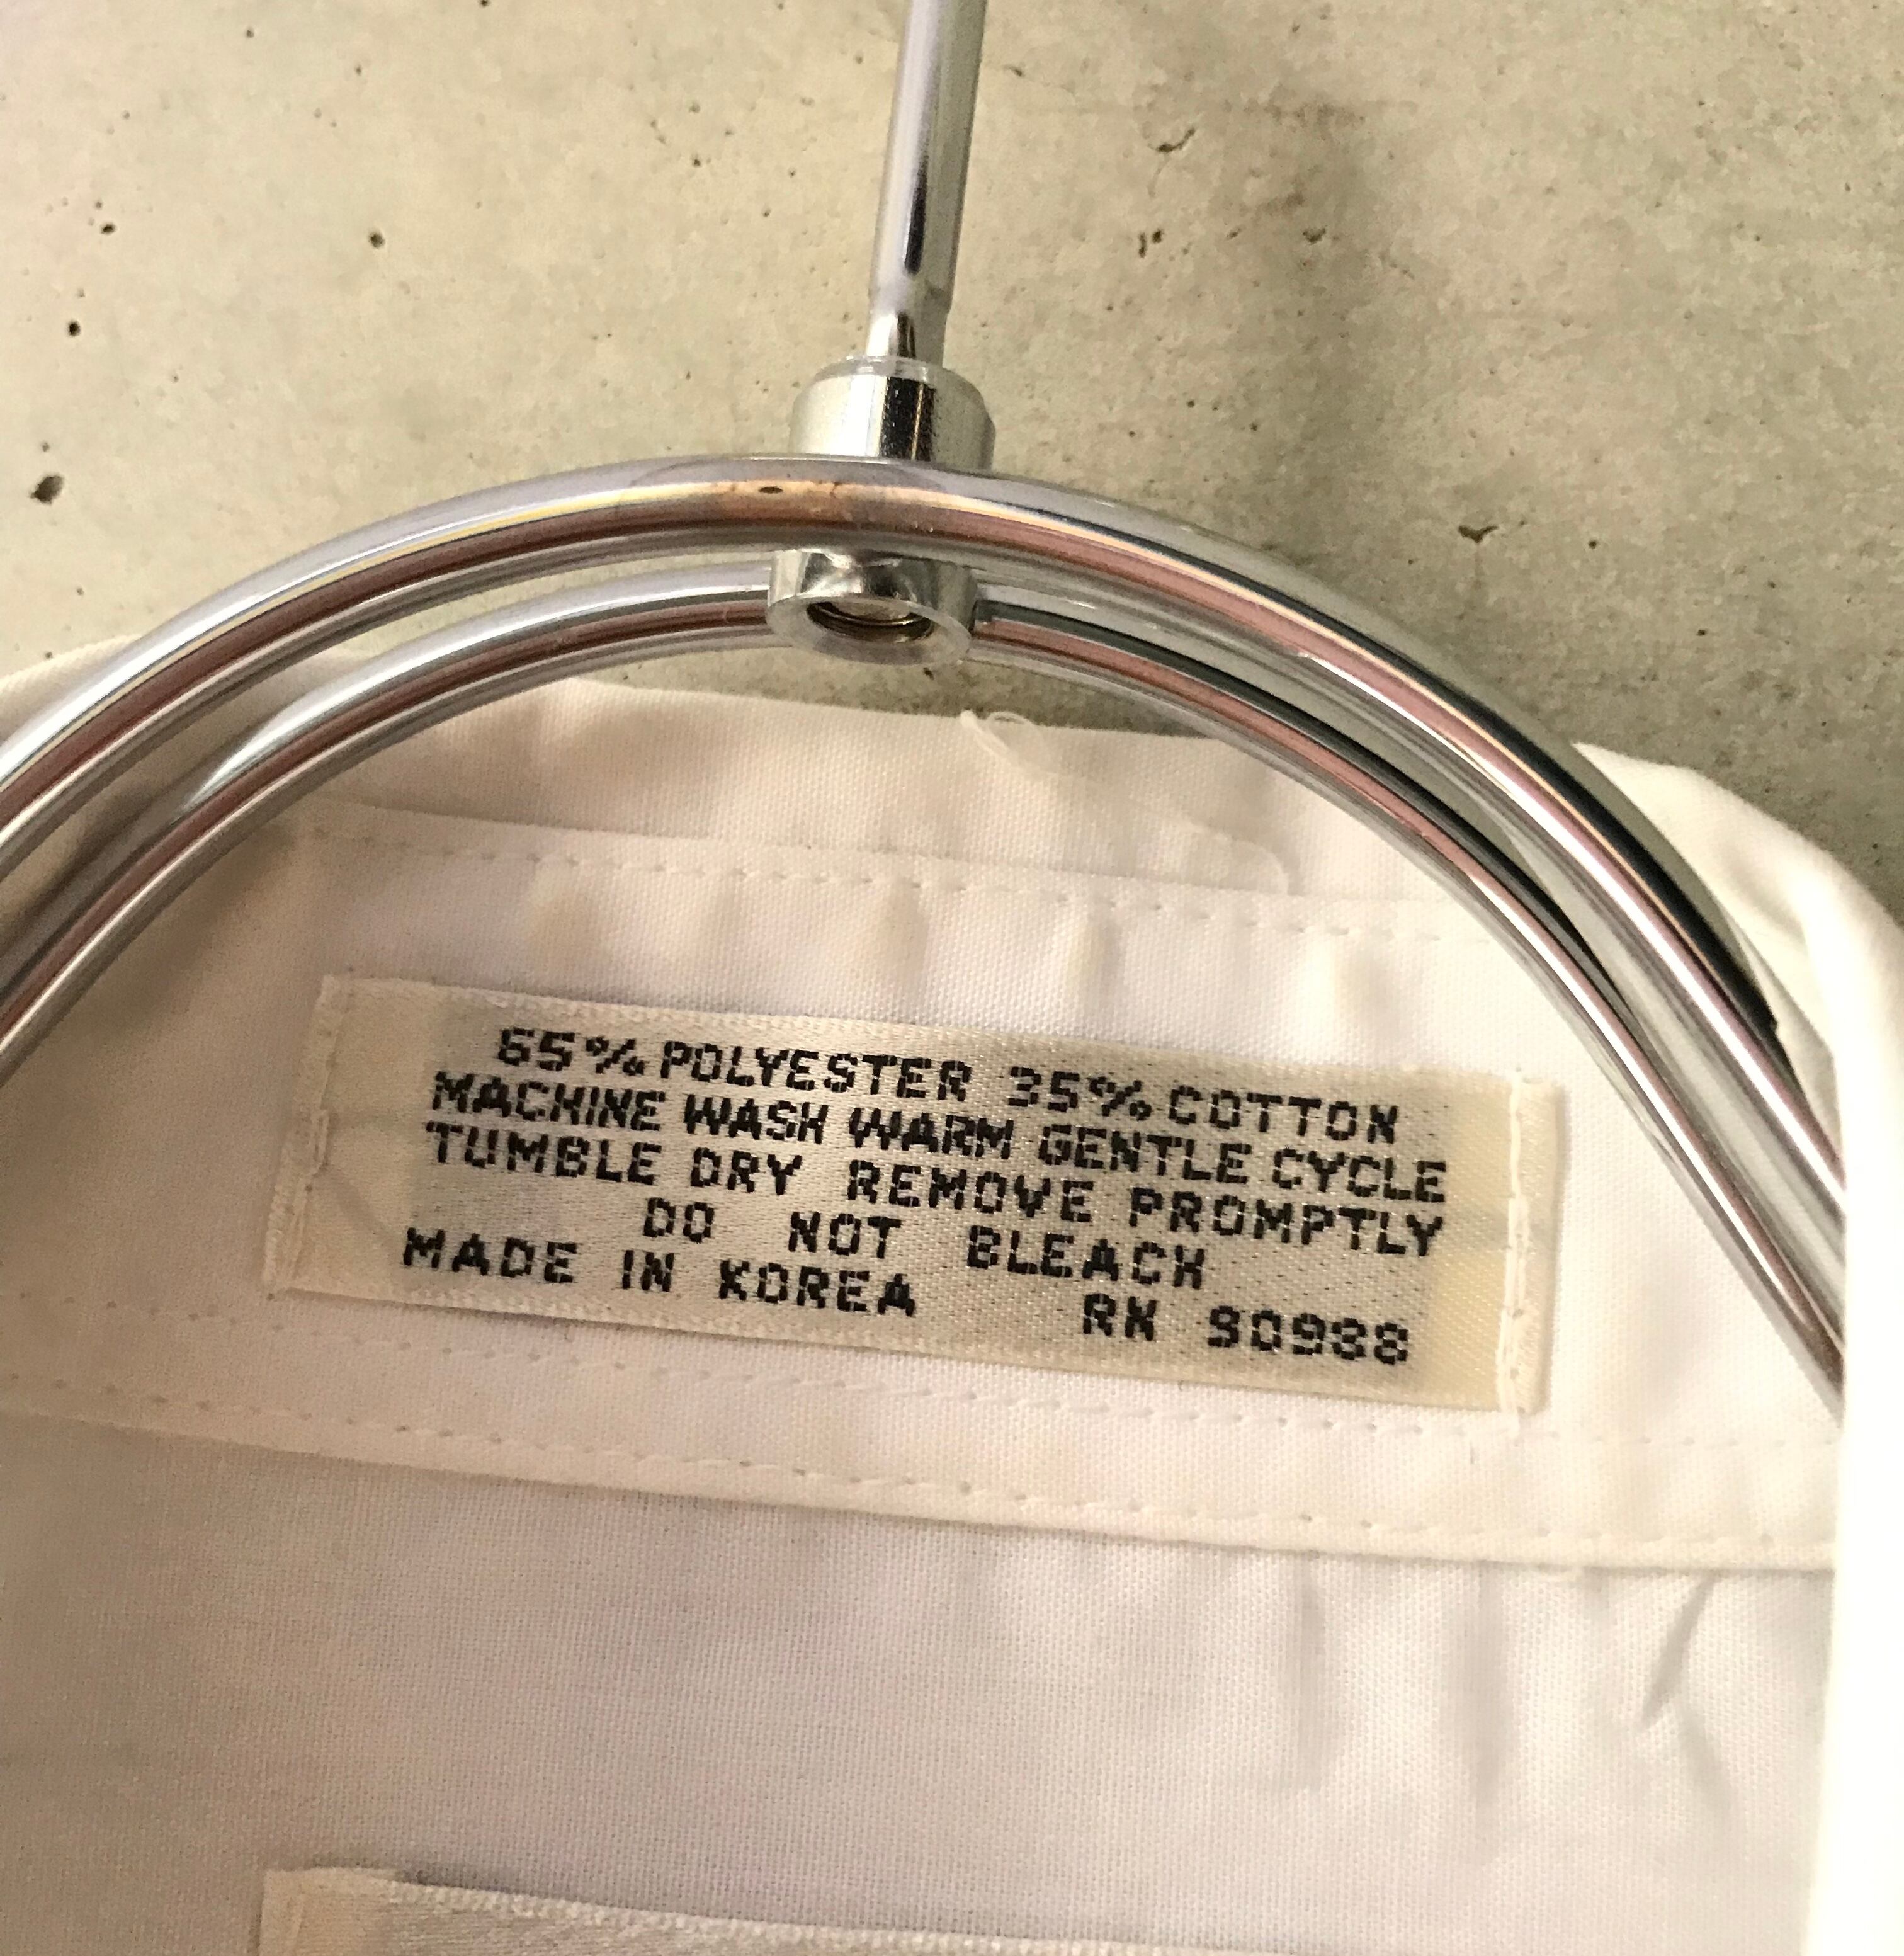 65% POLYESTER 35% COTTON
MACHINE WASH WARM GENTLE CYCLE
TUMBLE DRY REMOVE PROMPTLY
DO NOT BLEACH
MADE IN KOREA RN